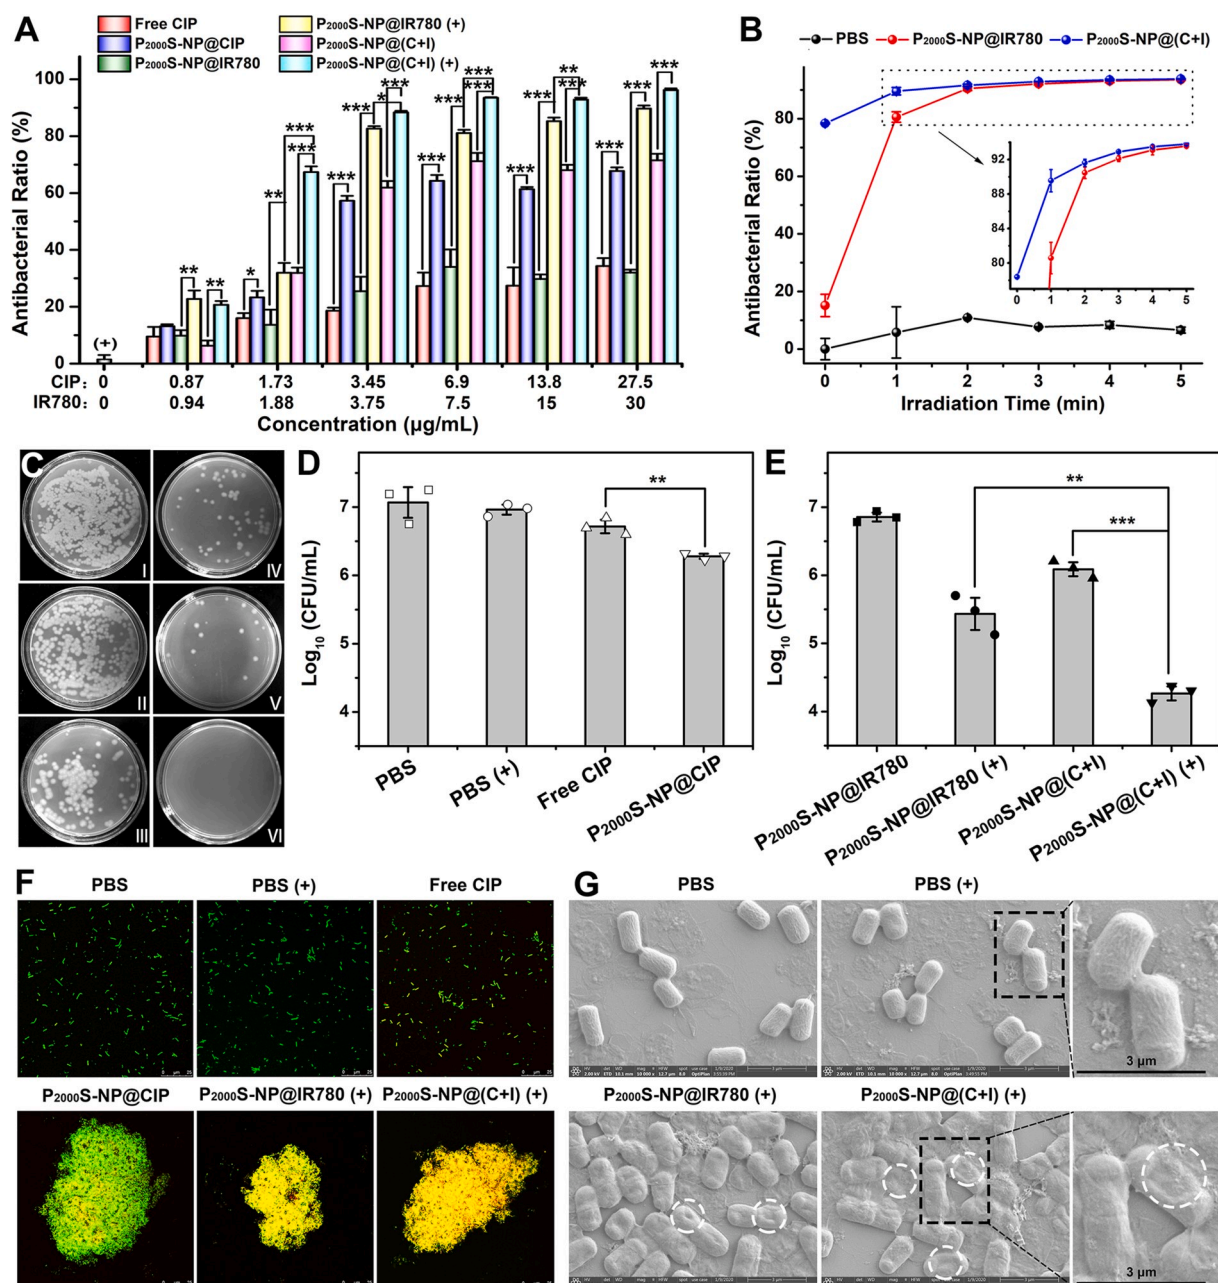 A
Free CIP
P2000S-NP@CIP
P2000S-NP@IR780
P2000S-NP@IR780 (+)
P2000S-NP@(C+I)
P2000S-NP@(C+I) (+)
Antibacterial Ratio (%)
100
80
60
40
20
0
(+)
** **
* ** *** ***
*** *** * *** ***
*** *** *** ***
*** *** ** ***
*** *** ***
CIP: 0 0.87 1.73 3.45 6.9 13.8 27.5
IR780: 0 0.94 1.88 3.75 7.5 15 30
Concentration (µg/mL)
B
PBS P2000S-NP@IR780 P2000S-NP@(C+I)
Antibacterial Ratio (%)
80
60
40
20
0
92
88
84
80
0 1 2 3 4 5
0 1 2 3 4 5
Irradiation Time (min)
C
I
II
III
IV
V
VI
D
Log10 (CFU/mL)
7
6
5
4
**
PBS
PBS (+)
Free CIP
P2000S-NP@CIP
E
Log10 (CFU/mL)
7
6
5
4
**
***
P2000S-NP@IR780
P2000S-NP@IR780 (+)
P2000S-NP@(C+I)
P2000S-NP@(C+I) (+)
F
PBS PBS (+) Free CIP
P2000S-NP@CIP P2000S-NP@IR780 (+) P2000S-NP@(C+I) (+)
G
PBS PBS (+)
3 µm
P2000S-NP@IR780 (+) P2000S-NP@(C+I) (+)
3 µm